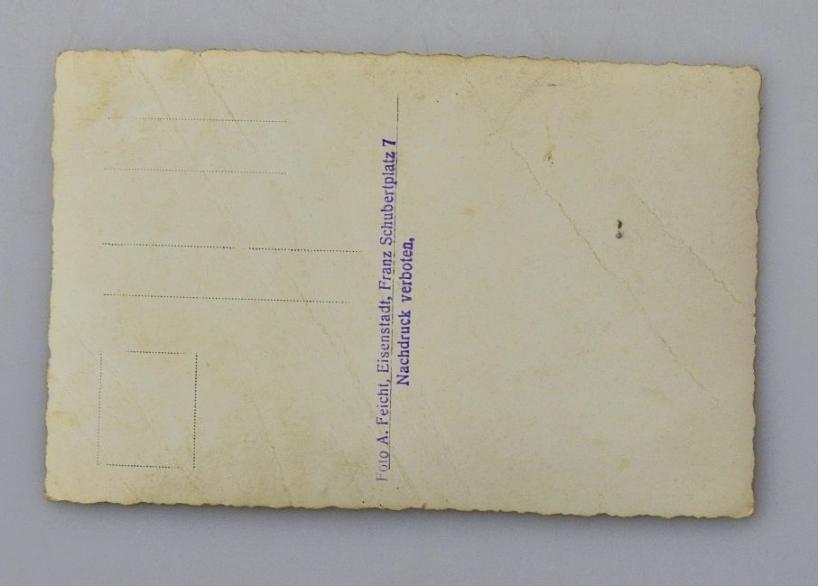 Foto A. Feicht, Eisenstadt, Franz Schubertplatz 7
Nachdruck verboten,